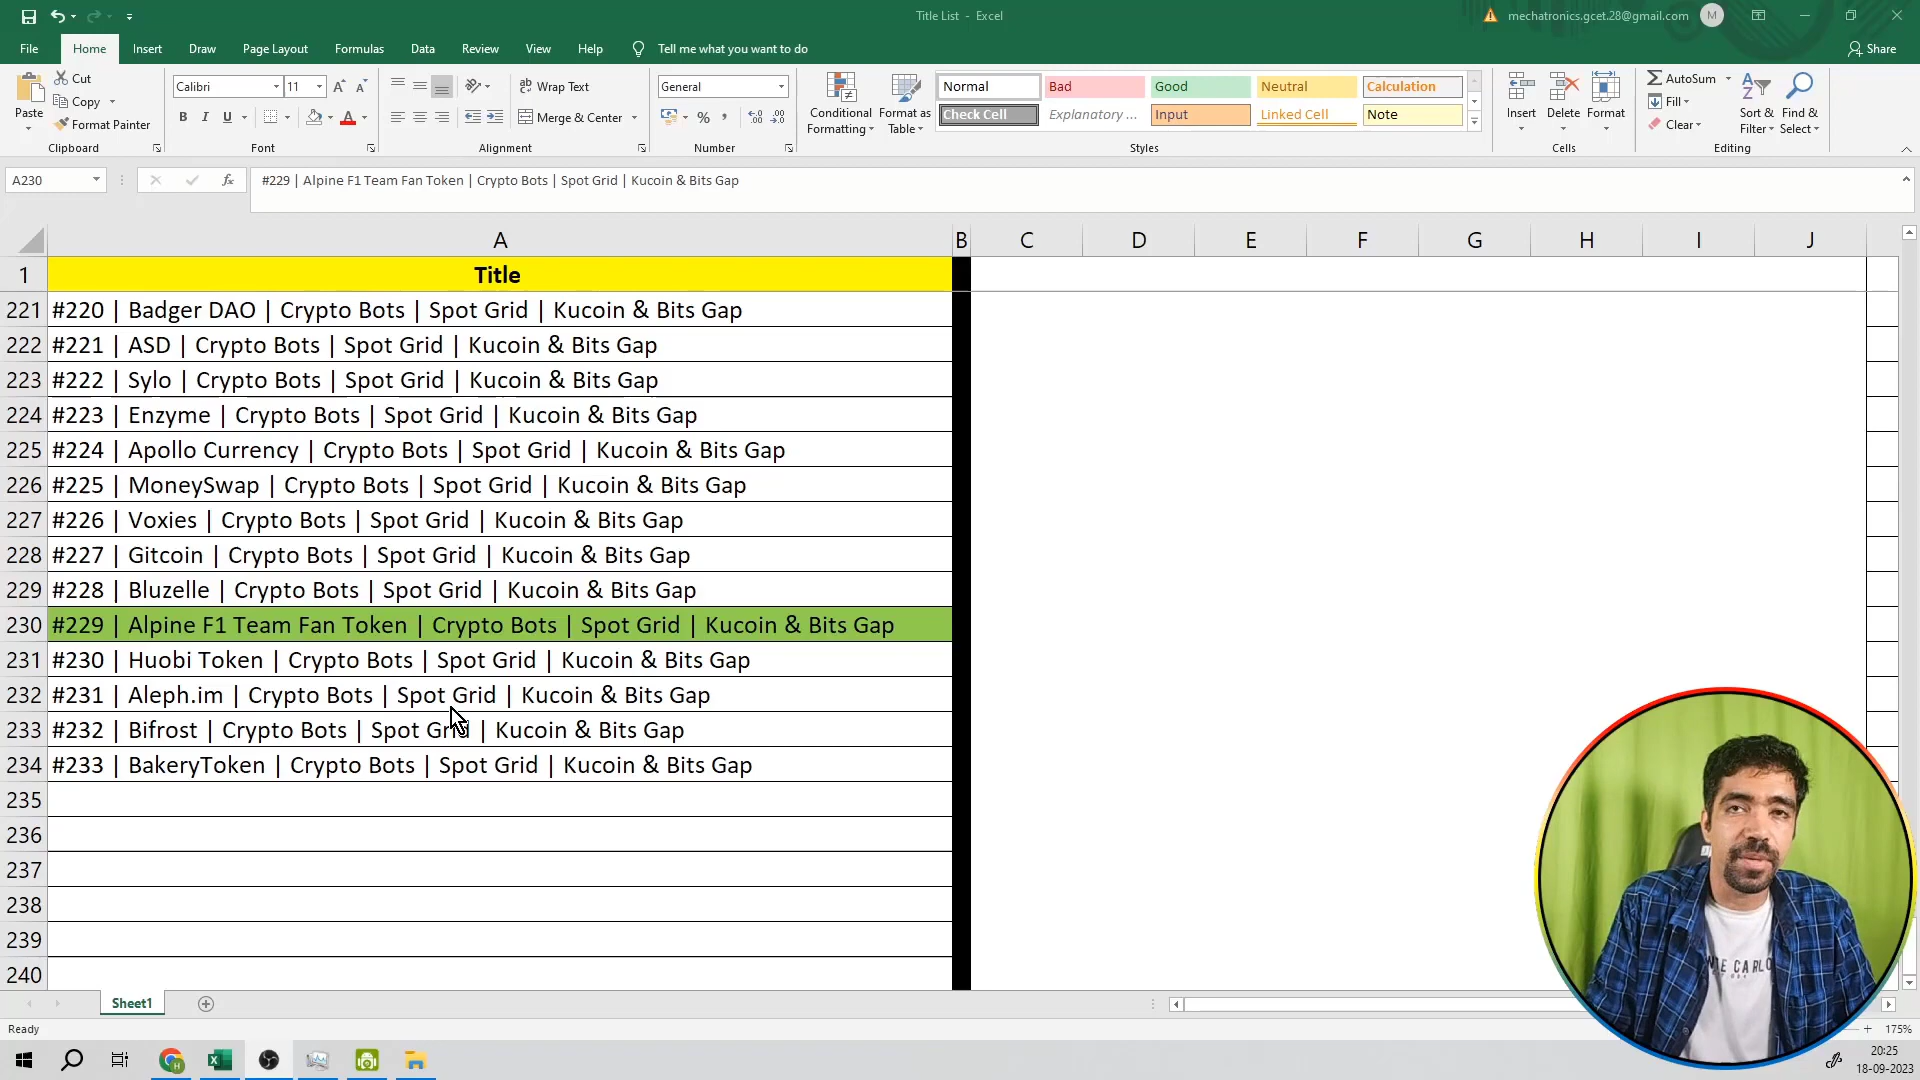 Title List - Excel
mechatronics.gcet.28@gmail.com M
File Home Insert Draw Page Layout Formulas Data Review View Help Tell me what you want to do Share
Paste
Cut
Copy
Format Painter
Clipboard
Calibri 11
B I U
Font
Wrap Text
Merge & Center
Alignment
General
Number
Conditional Formatting
Format as Table
Normal Bad Good Neutral Calculation
Check Cell Explanatory ... Input Linked Cell Note
Styles
Insert Delete Format
Cells
AutoSum
Fill
Clear
Sort & Filter
Find & Select
Editing
A230 fx #229 | Alpine F1 Team Fan Token | Crypto Bots | Spot Grid | Kucoin & Bits Gap
A B C D E F G H I J
1 Title
221 #220 | Badger DAO | Crypto Bots | Spot Grid | Kucoin & Bits Gap
222 #221 | ASD | Crypto Bots | Spot Grid | Kucoin & Bits Gap
223 #222 | Sylo | Crypto Bots | Spot Grid | Kucoin & Bits Gap
224 #223 | Enzyme | Crypto Bots | Spot Grid | Kucoin & Bits Gap
225 #224 | Apollo Currency | Crypto Bots | Spot Grid | Kucoin & Bits Gap
226 #225 | MoneySwap | Crypto Bots | Spot Grid | Kucoin & Bits Gap
227 #226 | Voxies | Crypto Bots | Spot Grid | Kucoin & Bits Gap
228 #227 | Gitcoin | Crypto Bots | Spot Grid | Kucoin & Bits Gap
229 #228 | Bluzelle | Crypto Bots | Spot Grid | Kucoin & Bits Gap
230 #229 | Alpine F1 Team Fan Token | Crypto Bots | Spot Grid | Kucoin & Bits Gap
231 #230 | Huobi Token | Crypto Bots | Spot Grid | Kucoin & Bits Gap
232 #231 | Aleph.im | Crypto Bots | Spot Grid | Kucoin & Bits Gap
233 #232 | Bifrost | Crypto Bots | Spot Grid | Kucoin & Bits Gap
234 #233 | BakeryToken | Crypto Bots | Spot Grid | Kucoin & Bits Gap
235
236
237
238
239
240
Sheet1
Ready
175%
20:25
18-09-2023